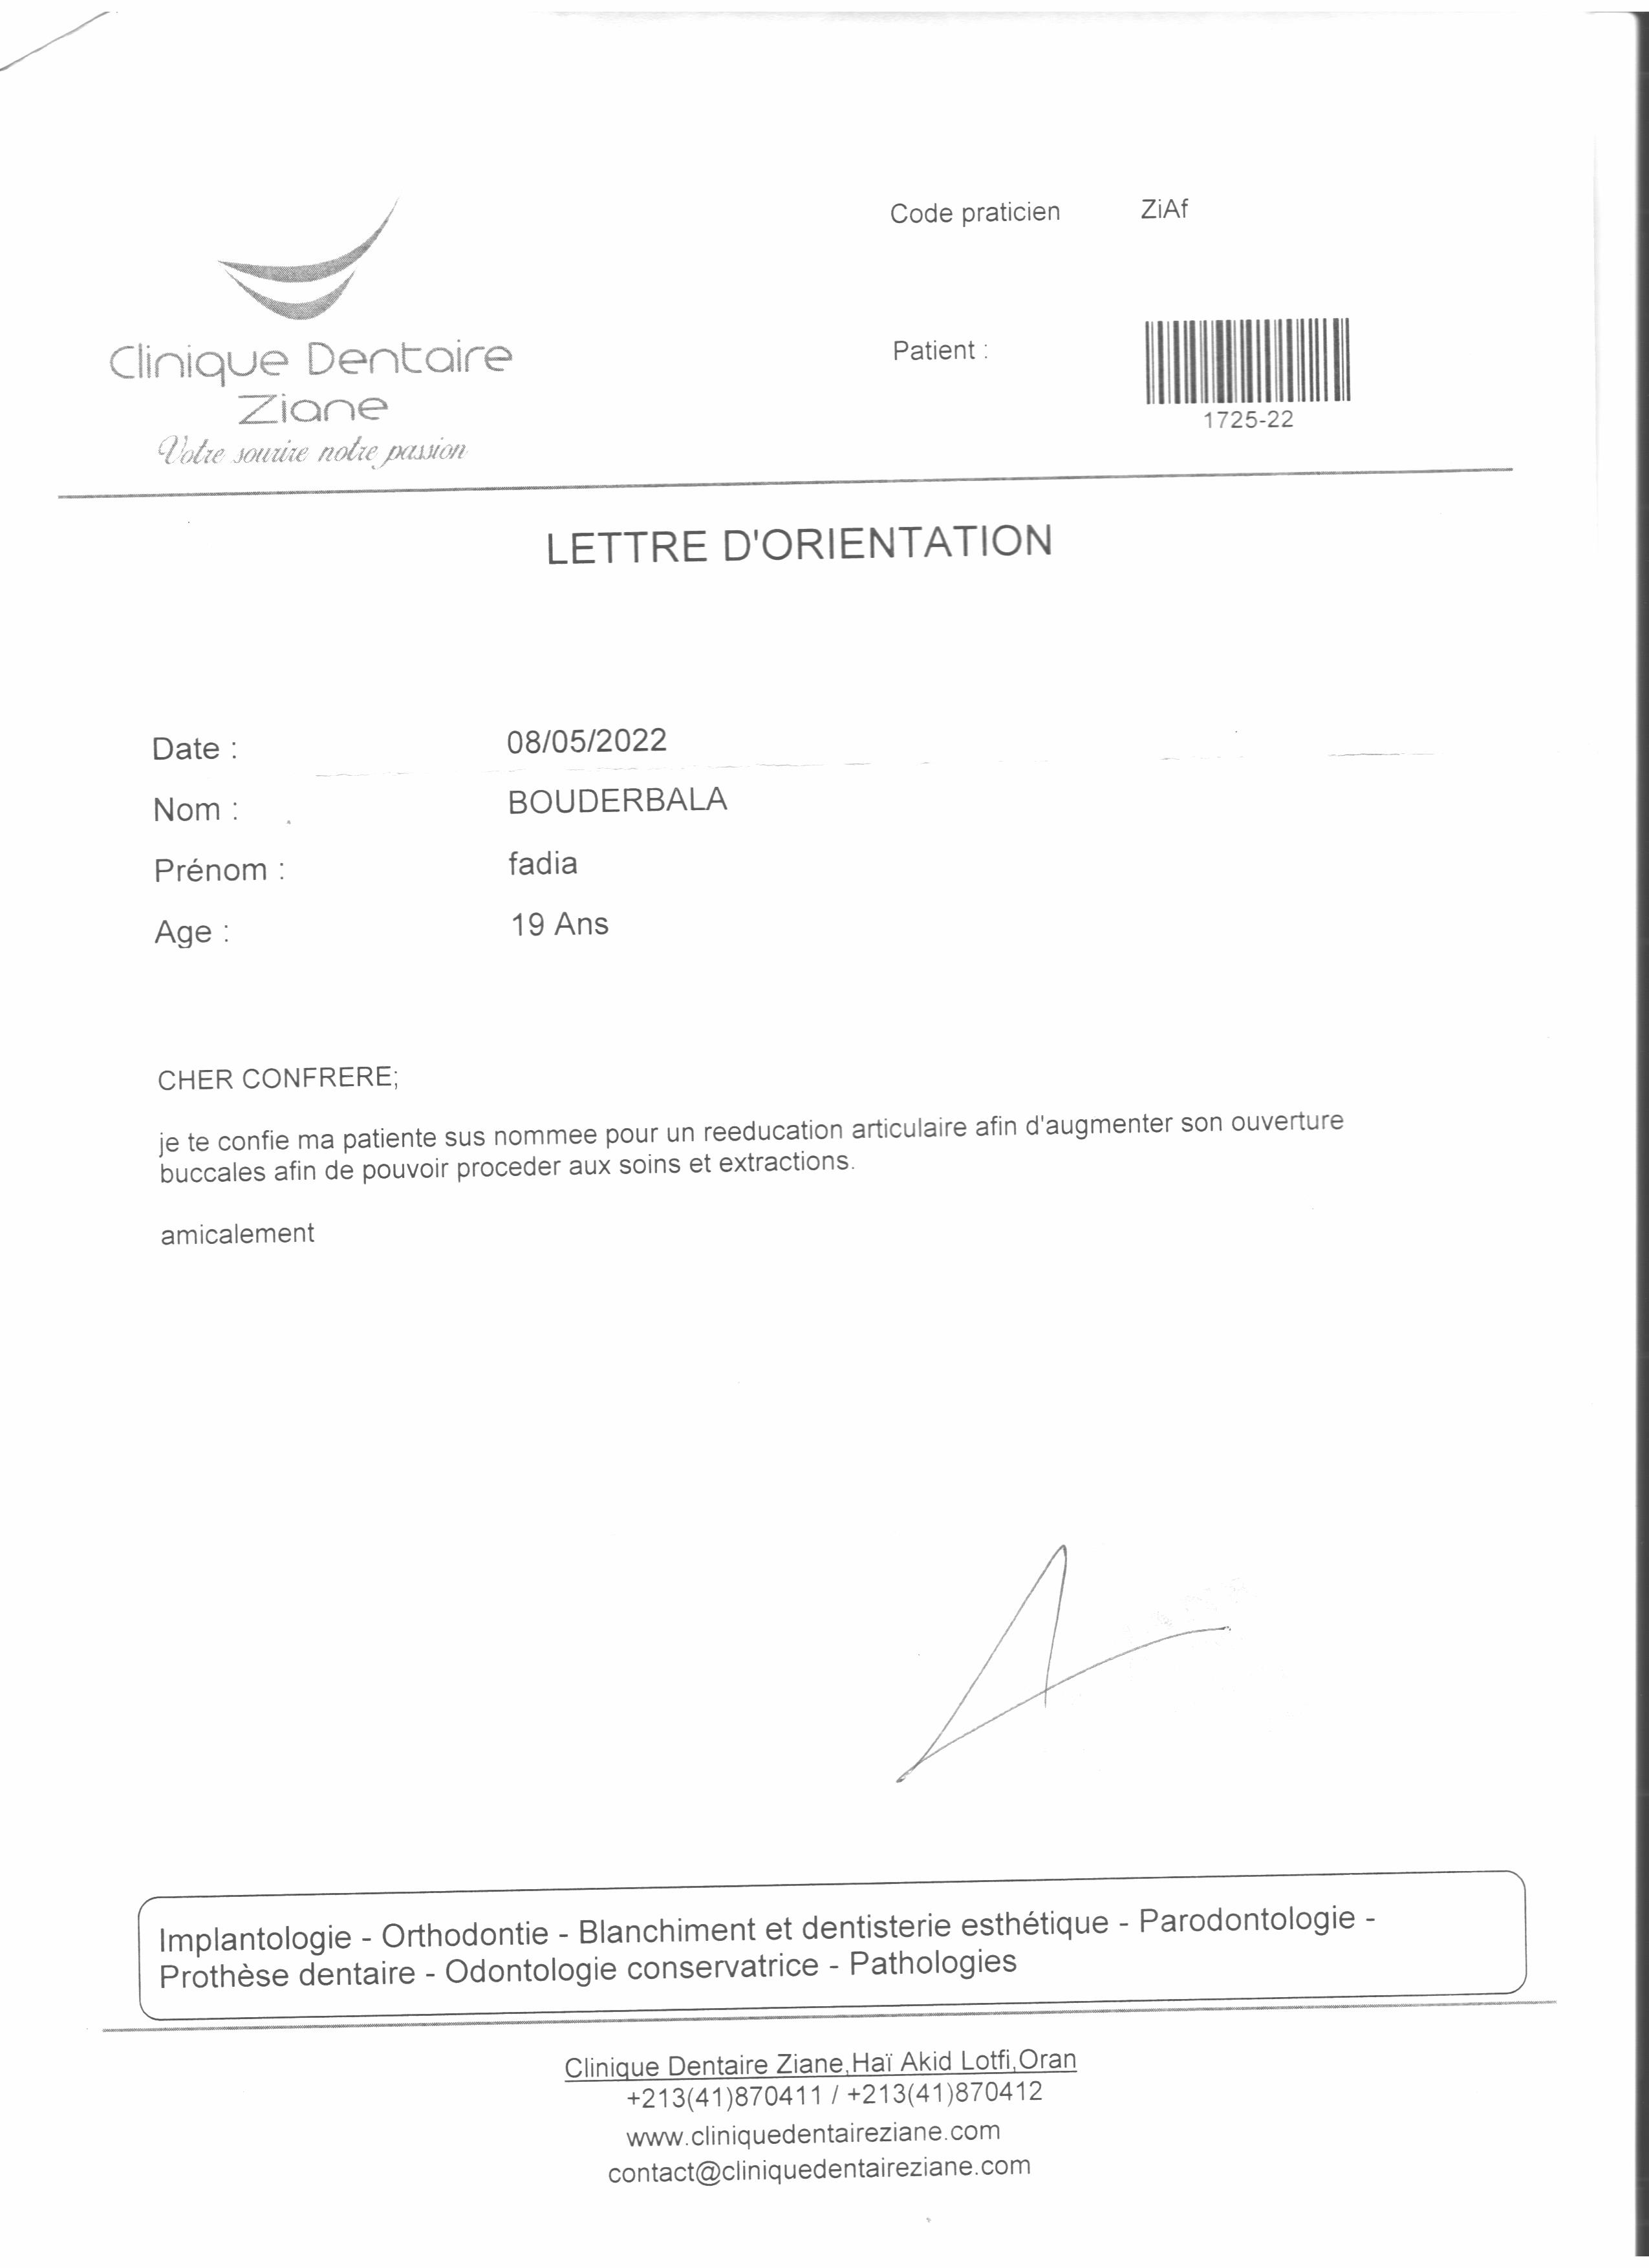 Code praticien ZiAf
Clinique Dentaire
Ziane
Votre sourire notre passion
Patient :
1725-22
LETTRE D'ORIENTATION
Date : 08/05/2022
Nom : BOUDERBALA
Prénom : fadia
Age : 19 Ans
CHER CONFRERE;
je te confie ma patiente sus nommee pour un reeducation articulaire afin d'augmenter son ouverture
buccales afin de pouvoir proceder aux soins et extractions.
amicalement
Implantologie - Orthodontie - Blanchiment et dentisterie esthétique - Parodontologie -
Prothèse dentaire - Odontologie conservatrice - Pathologies
Clinique Dentaire Ziane,Haï Akid Lotfi,Oran
+213(41)870411 / +213(41)870412
www.cliniquedentaireziane.com
contact@cliniquedentaireziane.com